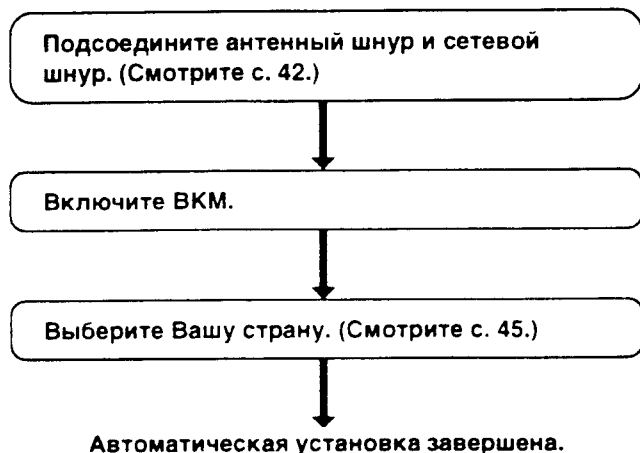 Подсоедините антенный шнур и сетевой
шнур. (Смотрите с. 42.)
Включите ВКМ.
Выберите Вашу страну. (Смотрите с. 45.)
Автоматическая установка завершена.